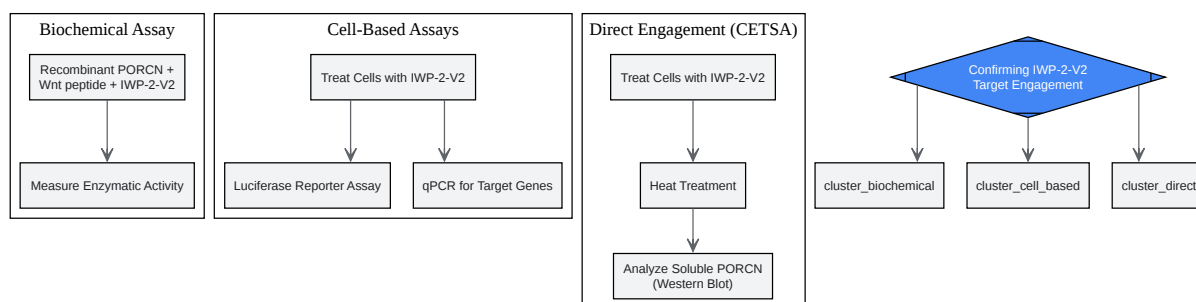 Biochemical Assay
Recombinant PORCN +
Wnt peptide + IWP-2-V2
Measure Enzymatic Activity
Cell-Based Assays
Treat Cells with IWP-2-V2
Luciferase Reporter Assay
qPCR for Target Genes
Direct Engagement (CETSA)
Treat Cells with IWP-2-V2
Heat Treatment
Analyze Soluble PORCN
(Western Blot)
Confirming IWP-2-V2
Target Engagement
cluster_biochemical
cluster_cell_based
cluster_direct